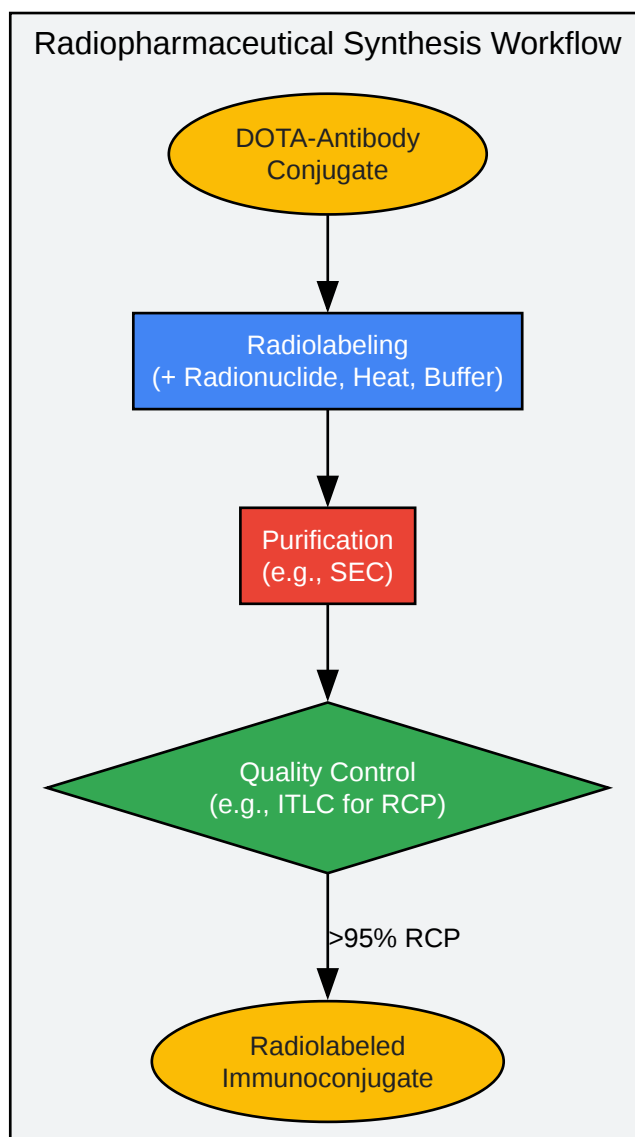 Radiopharmaceutical Synthesis Workflow
DOTA-Antibody
Conjugate
Radiolabeling
(+ Radionuclide, Heat, Buffer)
Purification
(e.g., SEC)
Quality Control
(e.g., ITLC for RCP)
>95% RCP
Radiolabeled
Immunoconjugate